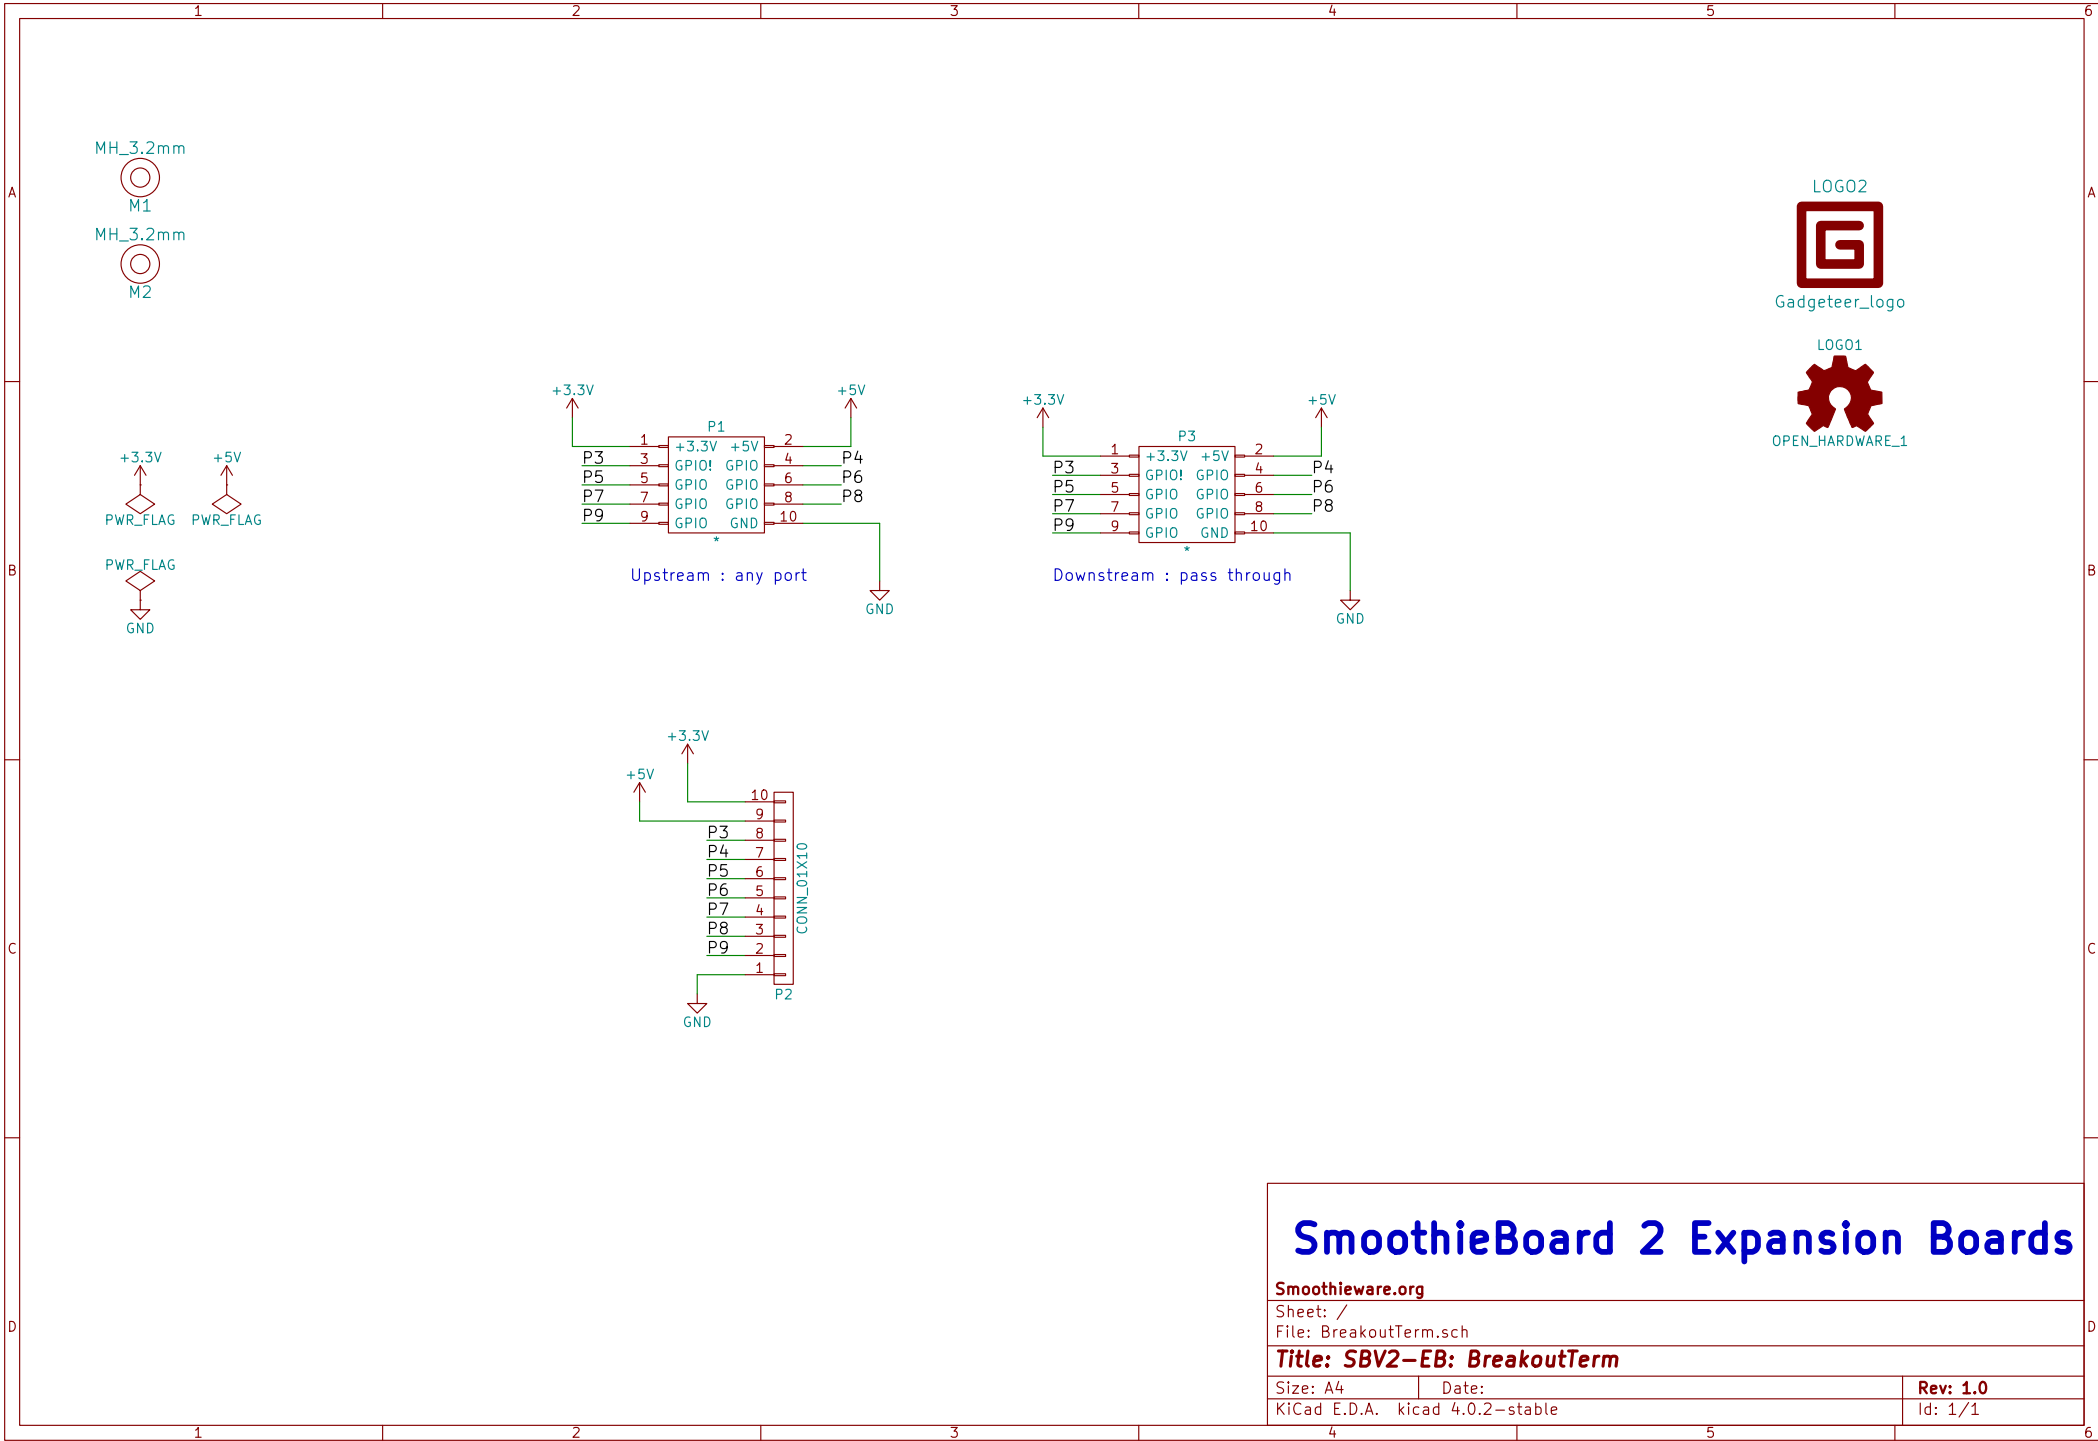 1 2 3 4 5 6
A A
MH_3.2mm
M1
MH_3.2mm
M2
LOGO2
Gadgeteer_logo
LOGO1
OPEN_HARDWARE_1
+3.3V +5V
PWR_FLAG PWR_FLAG
PWR_FLAG
GND
B B
+3.3V +5V
P1
1 +3.3V +5V 2
P3 3 GPIO! GPIO 4 P4
P5 5 GPIO GPIO 6 P6
P7 7 GPIO GPIO 8 P8
P9 9 GPIO GND 10
*
Upstream : any port
GND
+3.3V +5V
P3
1 +3.3V +5V 2
P3 3 GPIO! GPIO 4 P4
P5 5 GPIO GPIO 6 P6
P7 7 GPIO GPIO 8 P8
P9 9 GPIO GND 10
*
Downstream : pass through
GND
+3.3V
+5V
10
9
P3 8
P4 7
P5 6
P6 5
P7 4
P8 3
P9 2
1
CONN_01X10
P2
GND
C C
SmoothieBoard 2 Expansion Boards
Smoothieware.org
Sheet: /
File: BreakoutTerm.sch
Title: SBV2-EB: BreakoutTerm
Size: A4 Date: Rev: 1.0
KiCad E.D.A. kicad 4.0.2-stable Id: 1/1
D D
1 2 3 4 5 6